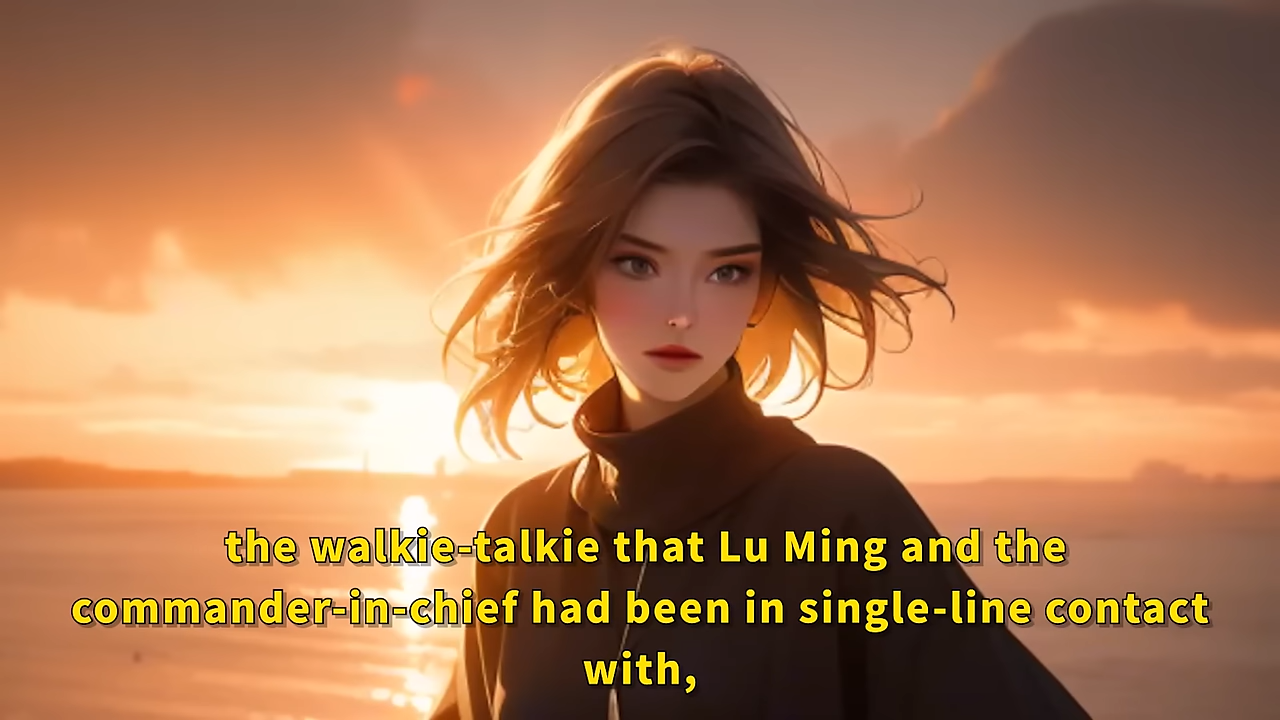 the walkie-talkie that Lu Ming and the
commander-in-chief had been in single-line contact
with,